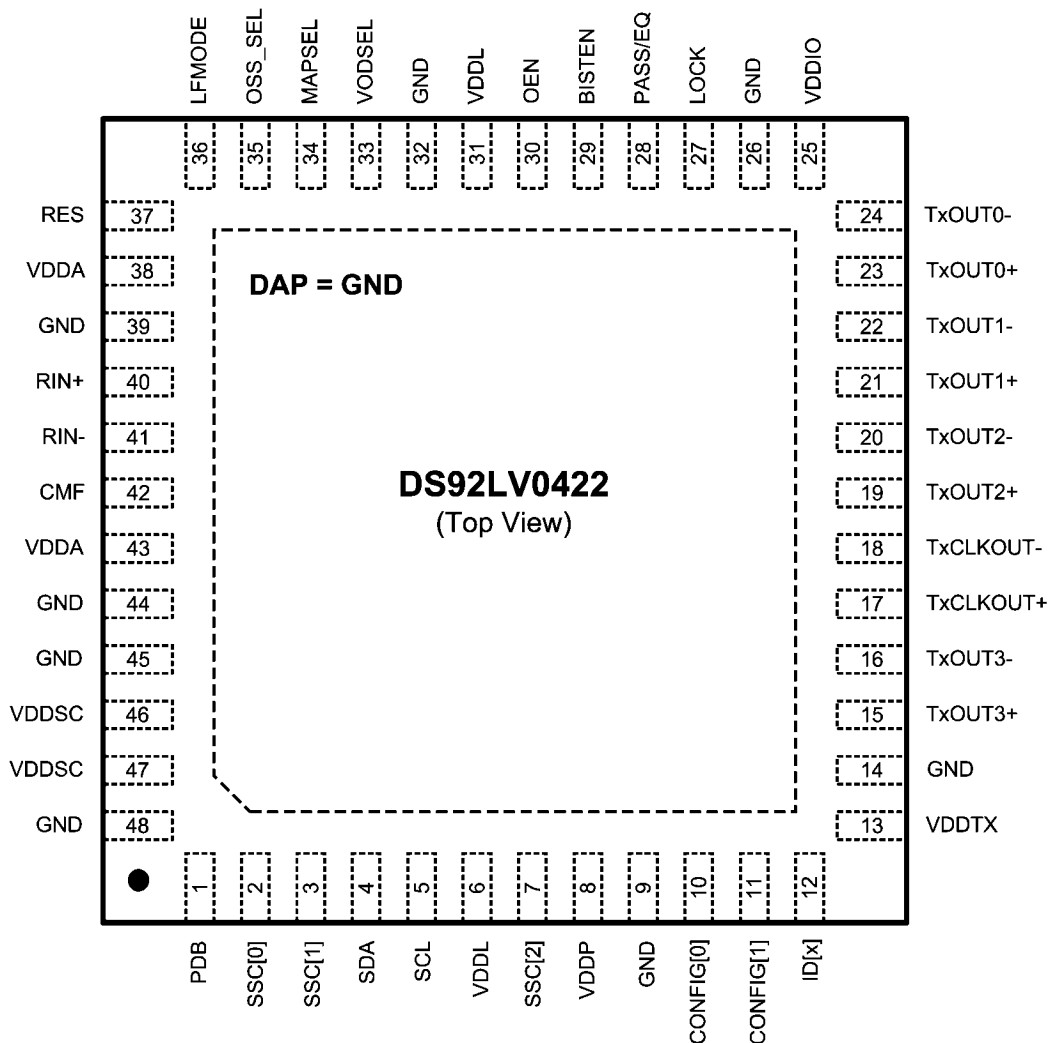 LFMODE
OSS_SEL
MAPSEL
VODSEL
GND
VDDL
OEN
BISTEN
PASS/EQ
LOCK
GND
VDDIO
36
35
34
33
32
31
30
29
28
27
26
25
RES 37
VDDA 38
GND 39
RIN+ 40
RIN- 41
CMF 42
VDDA 43
GND 44
GND 45
VDDSC 46
VDDSC 47
GND 48
DAP = GND
DS92LV0422
(Top View)
24 TxOUT0-
23 TxOUT0+
22 TxOUT1-
21 TxOUT1+
20 TxOUT2-
19 TxOUT2+
18 TxCLKOUT-
17 TxCLKOUT+
16 TxOUT3-
15 TxOUT3+
14 GND
13 VDDTX
1
2
3
4
5
6
7
8
9
10
11
12
PDB
SSC[0]
SSC[1]
SDA
SCL
VDDL
SSC[2]
VDDP
GND
CONFIG[0]
CONFIG[1]
ID[x]